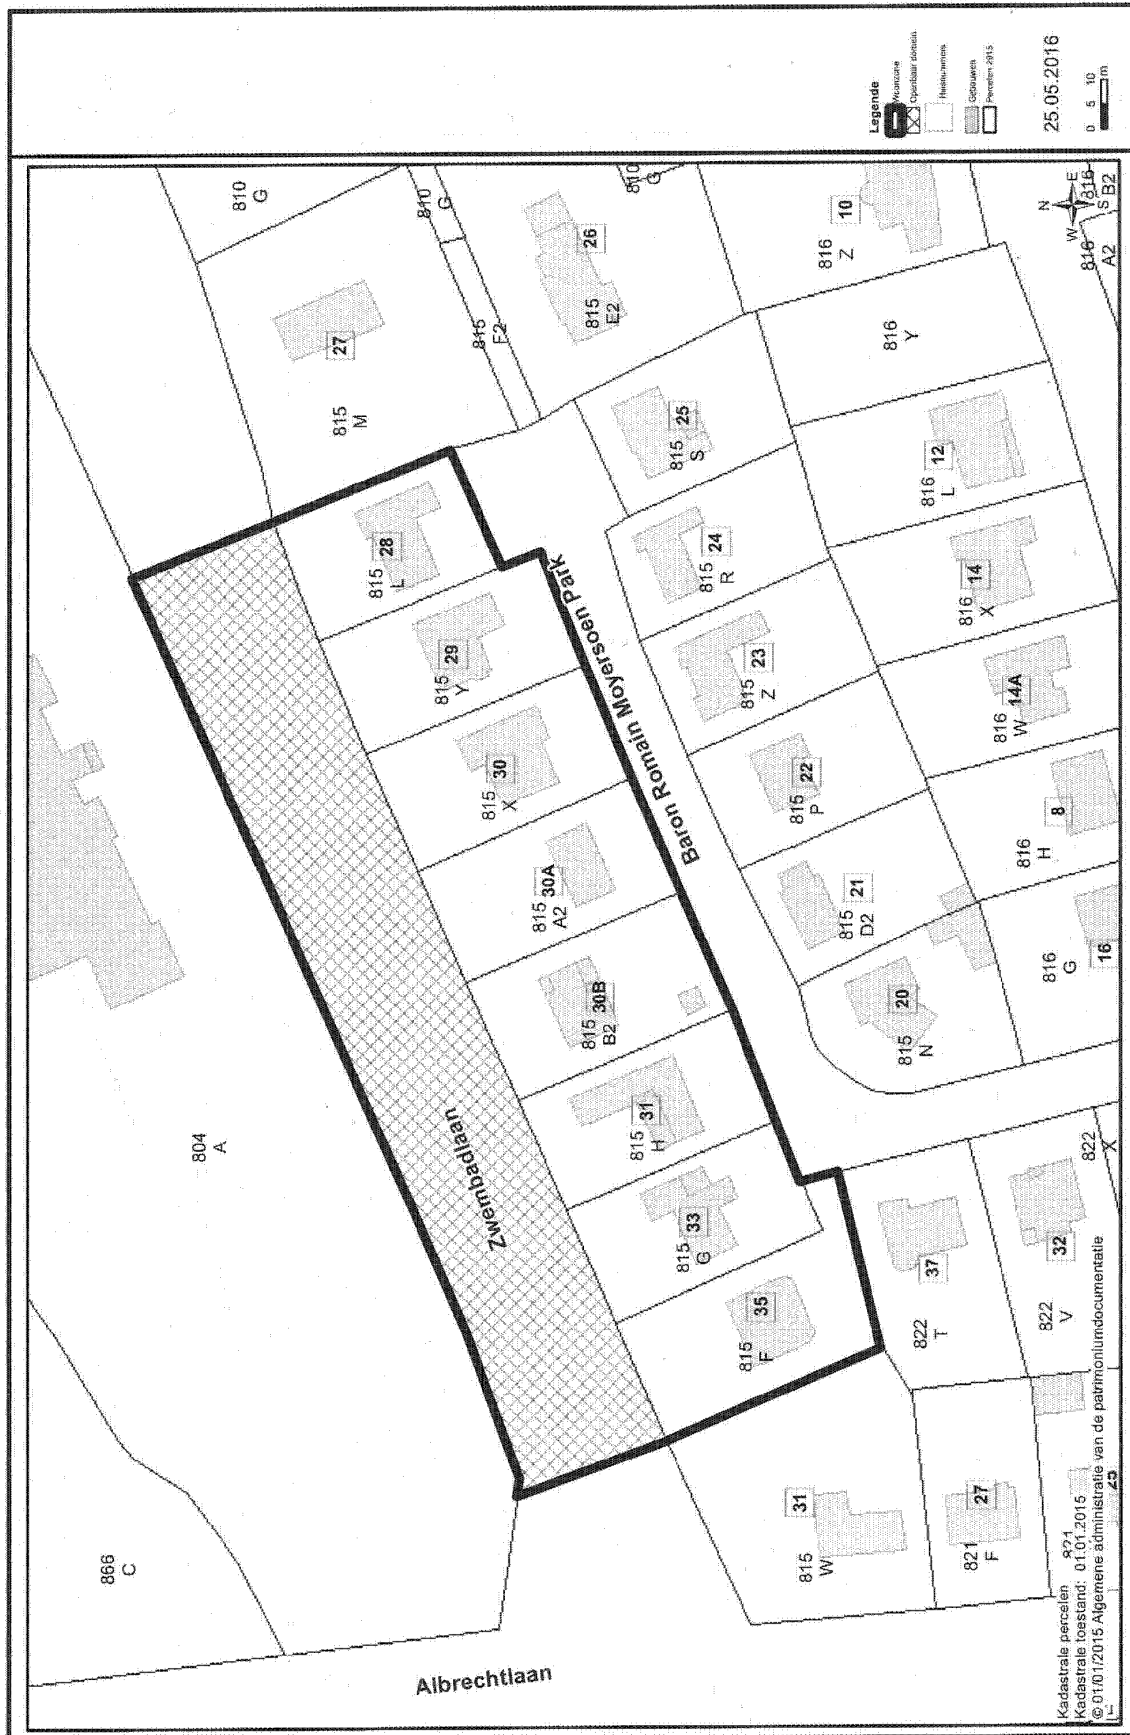 866
C
804
A
810
G
27
815
M
810
G
815
F2
26
815
E2
810
G
Zwembadlaan
Albrechtlaan
28
815
L
29
815
Y
30
815
X
30A
815
A2
30B
815
B2
31
815
H
33
815
G
35
815
F
Baron Romain Moyersoen Park
25
815
S
24
815
R
23
815
Z
22
815
P
21
815
D2
20
815
N
10
816
Z
816
Y
12
816
L
14
816
X
14A
816
W
8
816
H
16
816
G
816
A2
816
B2
37
822
T
32
822
V
822
X
31
815
W
27
821
F
821
25
N
W E
S
Kadastrale percelen
Kadastrale toestand: 01.01.2015
© 01/01/2015 Algemene administratie van de patrimoniumdocumentatie
Legende
Woonzone
Openbaar domein
Huisnummers
Gebouwen
Percelen 2015
25.05.2016
0 5 10
m